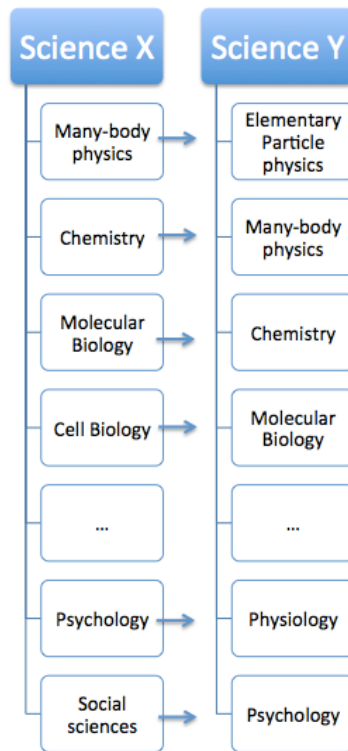 Science X
Science Y
Many-body
physics
Elementary
Particle
physics
Chemistry
Many-body
physics
Molecular
Biology
Chemistry
Cell Biology
Molecular
Biology
...
...
Psychology
Physiology
Social
sciences
Psychology